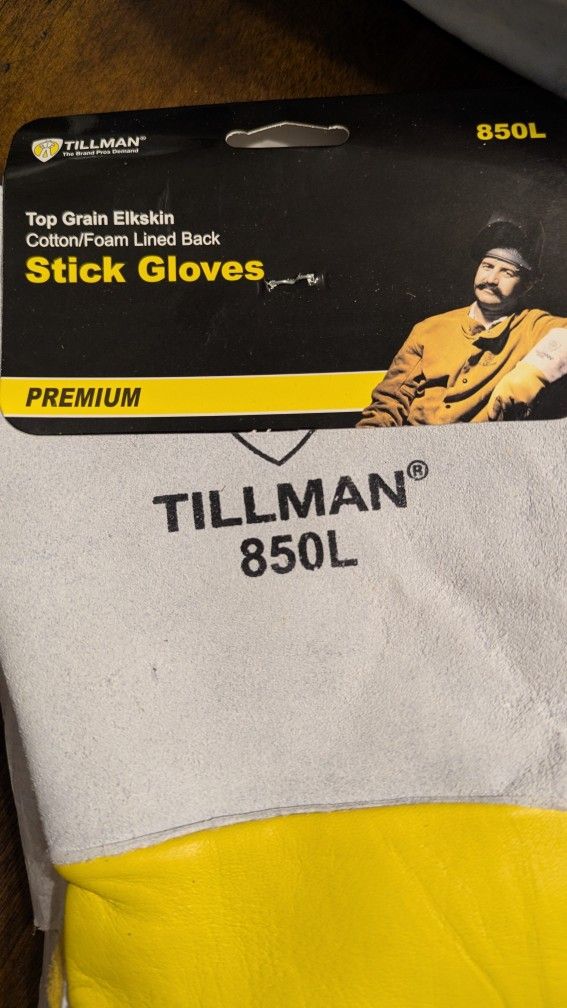 TILLMAN®
The Brand Pros Demand
850L
Top Grain Elkskin
Cotton/Foam Lined Back
Stick Gloves
PREMIUM
TILLMAN®
850L